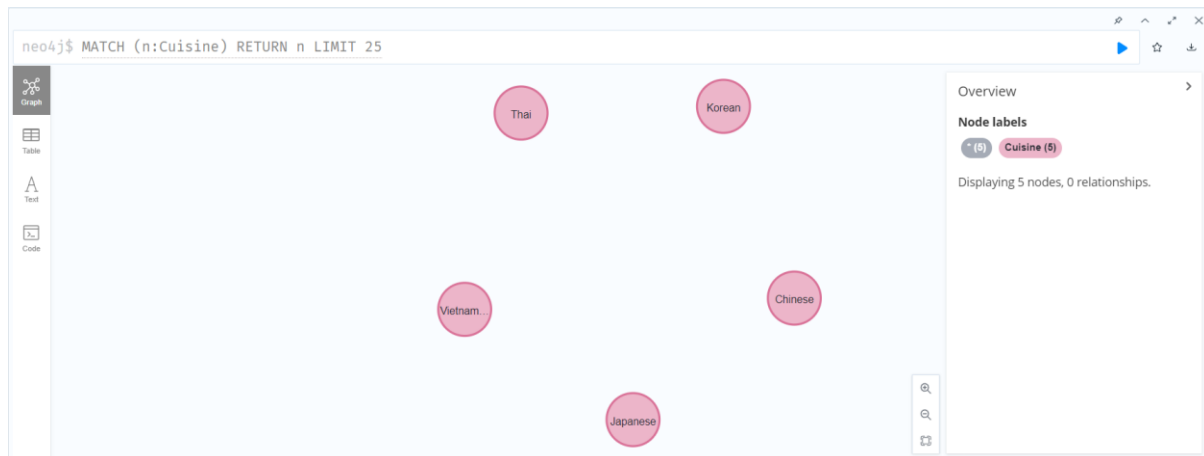 neo4j$ MATCH (n:Cuisine) RETURN n LIMIT 25
Graph
Table
Text
Code
Thai
Korean
Vietnam...
Chinese
Japanese
Overview
Node labels
* (5) Cuisine (5)
Displaying 5 nodes, 0 relationships.